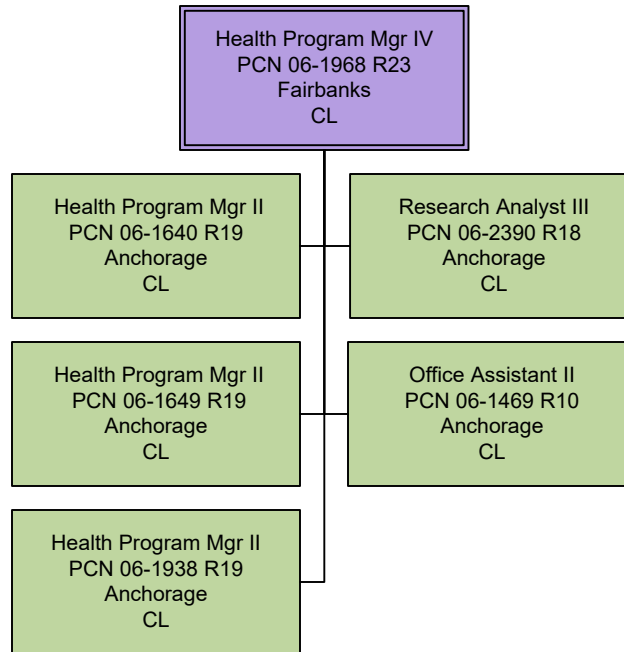 Health Program Mgr IV
PCN 06-1968 R23
Fairbanks
CL
Health Program Mgr II
PCN 06-1640 R19
Anchorage
CL
Research Analyst III
PCN 06-2390 R18
Anchorage
CL
Health Program Mgr II
PCN 06-1649 R19
Anchorage
CL
Office Assistant II
PCN 06-1469 R10
Anchorage
CL
Health Program Mgr II
PCN 06-1938 R19
Anchorage
CL